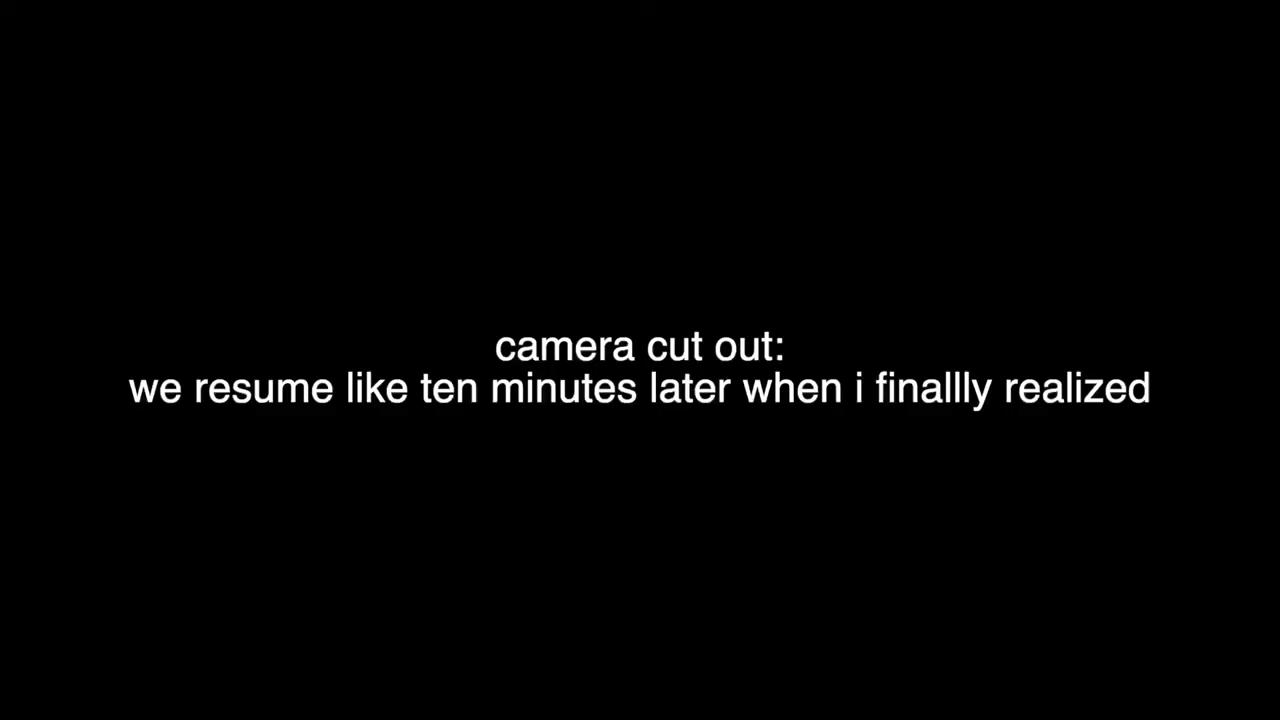 camera cut out:
we resume like ten minutes later when i finallly realized